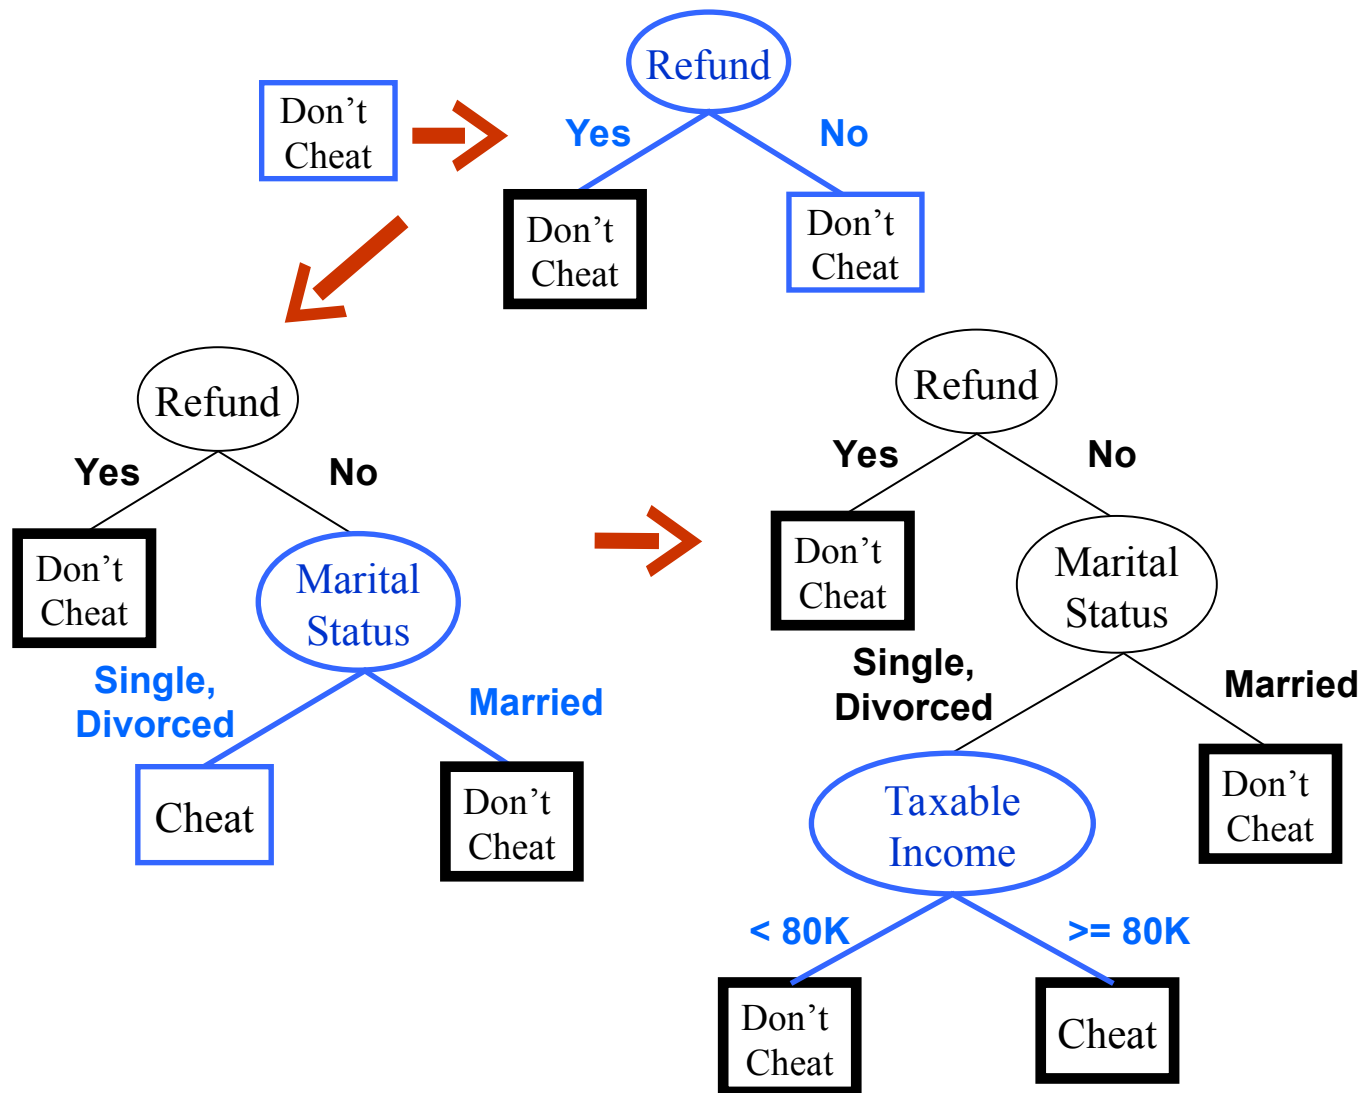 Don’t
Cheat
Refund
Yes
No
Don’t
Cheat
Don’t
Cheat
Refund
Yes
No
Don’t
Cheat
Marital
Status
Single,
Divorced
Married
Cheat
Don’t
Cheat
Refund
Yes
No
Don’t
Cheat
Marital
Status
Single,
Divorced
Married
Taxable
Income
Don’t
Cheat
< 80K
>= 80K
Don’t
Cheat
Cheat